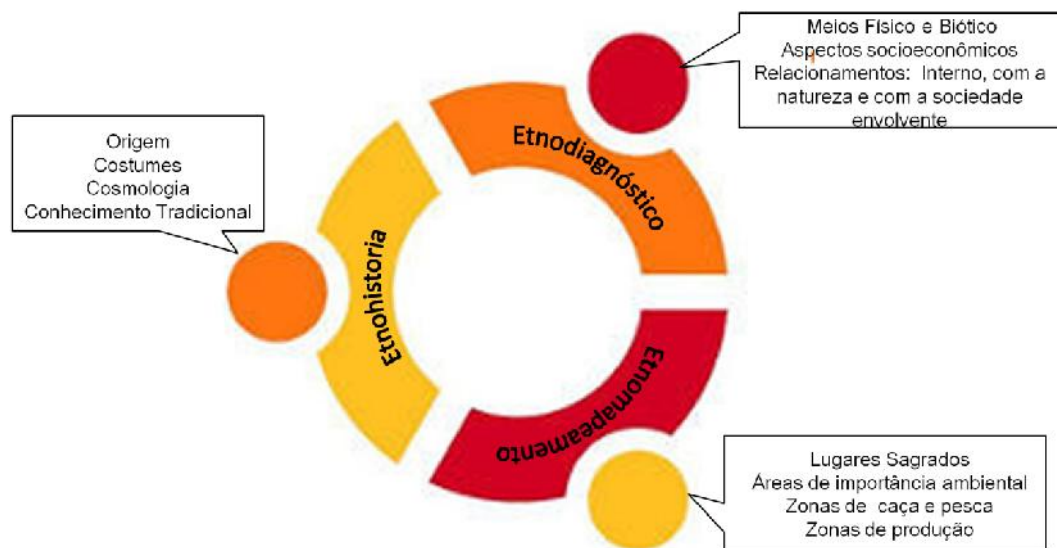 Meios Físico e Biótico
Aspectos socioeconômicos
Relacionamentos: Interno, com a
natureza e com a sociedade
envolvente
Etnodiagnóstico
Origem
Costumes
Cosmologia
Conhecimento Tradicional
Etnohistoria
Etnomapeamento
Lugares Sagrados
Áreas de importância ambiental
Zonas de caça e pesca
Zonas de produção